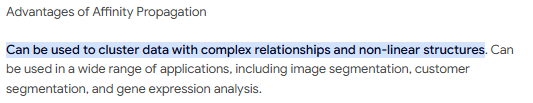 Advantages of Affinity Propagation
Can be used to cluster data with complex relationships and non-linear structures. Can
be used in a wide range of applications, including image segmentation, customer
segmentation, and gene expression analysis.